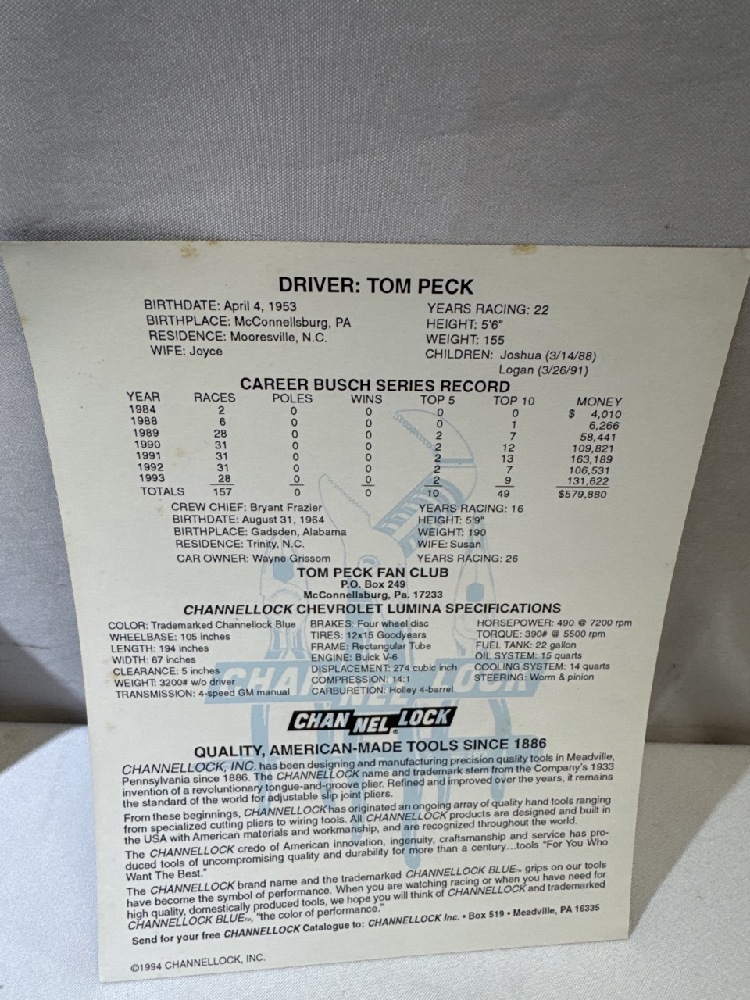 DRIVER: TOM PECK
BIRTHDATE: April 4, 1953 YEARS RACING: 22
BIRTHPLACE: McConnellsburg, PA HEIGHT: 5'6"
RESIDENCE: Mooresville, N.C. WEIGHT: 155
WIFE: Joyce CHILDREN: Joshua (3/14/88)
Logan (3/26/91)
CAREER BUSCH SERIES RECORD
YEAR RACES POLES WINS TOP 5 TOP 10 MONEY
1984 2 0 0 0 0 $ 4,010
1988 6 0 0 0 1 6,266
1989 28 0 0 2 7 58,441
1990 31 0 0 2 12 109,821
1991 31 0 0 2 13 163,189
1992 31 0 0 2 7 106,531
1993 28 0 0 2 9 131,622
TOTALS 157 0 0 10 49 $579,880
CREW CHIEF: Bryant Frazier YEARS RACING: 16
BIRTHDATE: August 31, 1964 HEIGHT: 5'9"
BIRTHPLACE: Gadsden, Alabama WEIGHT: 190
RESIDENCE: Trinity, N.C. WIFE: Susan
CAR OWNER: Wayne Grissom YEARS RACING: 26
TOM PECK FAN CLUB
P.O. Box 249
McConnellsburg, Pa. 17233
CHANNELLOCK CHEVROLET LUMINA SPECIFICATIONS
COLOR: Trademarked Channellock Blue BRAKES: Four wheel disc HORSEPOWER: 490 @ 7200 rpm
WHEELBASE: 105 inches TIRES: 12x15 Goodyears TORQUE: 390# @ 5500 rpm
LENGTH: 194 inches FRAME: Rectangular Tube FUEL TANK: 22 gallon
WIDTH: 67 inches ENGINE: Buick V-6 OIL SYSTEM: 15 quarts
CLEARANCE: 5 inches DISPLACEMENT: 274 cubic inch COOLING SYSTEM: 14 quarts
WEIGHT: 3200# w/o driver COMPRESSION: 14:1 STEERING: Worm & pinion
TRANSMISSION: 4-speed GM manual CARBURETION: Holley 4-barrel
CHANNELLOCK
CHANNELLOCK®
QUALITY, AMERICAN-MADE TOOLS SINCE 1886
CHANNELLOCK, INC. has been designing and manufacturing precision quality tools in Meadville,
Pennsylvania since 1886. The CHANNELLOCK name and trademark stem from the Company's 1933
invention of a revolutionary tongue-and-groove plier. Refined and improved over the years, it remains
the standard of the world for adjustable slip joint pliers.
From these beginnings, CHANNELLOCK has originated an ongoing array of quality hand tools ranging
from specialized cutting pliers to wiring tools. All CHANNELLOCK products are designed and built in
the USA with American materials and workmanship, and are recognized throughout the world.
The CHANNELLOCK credo of American innovation, ingenuity, craftsmanship and service has pro-
duced tools of uncompromising quality and durability for more than a century...tools "For You Who
Want The Best."
The CHANNELLOCK brand name and the trademarked CHANNELLOCK BLUE™ grips on our tools
have become the symbol of performance. When you are watching racing or when you have need for
high quality, domestically produced tools, we hope you will think of CHANNELLOCK and trademarked
CHANNELLOCK BLUE™, "the color of performance."
Send for your free CHANNELLOCK Catalogue to: CHANNELLOCK Inc. • Box 519 • Meadville, PA 16335
©1994 CHANNELLOCK, INC.